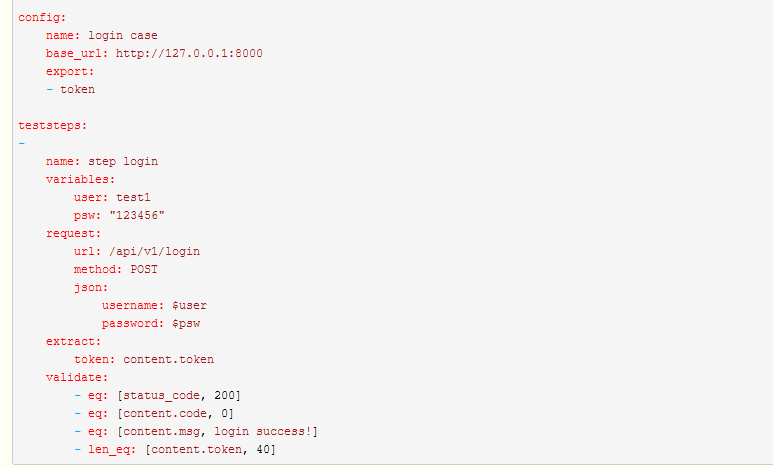 config:
    name: login case
    base_url: http://127.0.0.1:8000
    export:
    - token

teststeps:
-
    name: step login
    variables:
        user: test1
        psw: "123456"
    request:
        url: /api/v1/login
        method: POST
        json:
            username: $user
            password: $psw
    extract:
        token: content.token
    validate:
        - eq: [status_code, 200]
        - eq: [content.code, 0]
        - eq: [content.msg, login success!]
        - len_eq: [content.token, 40]